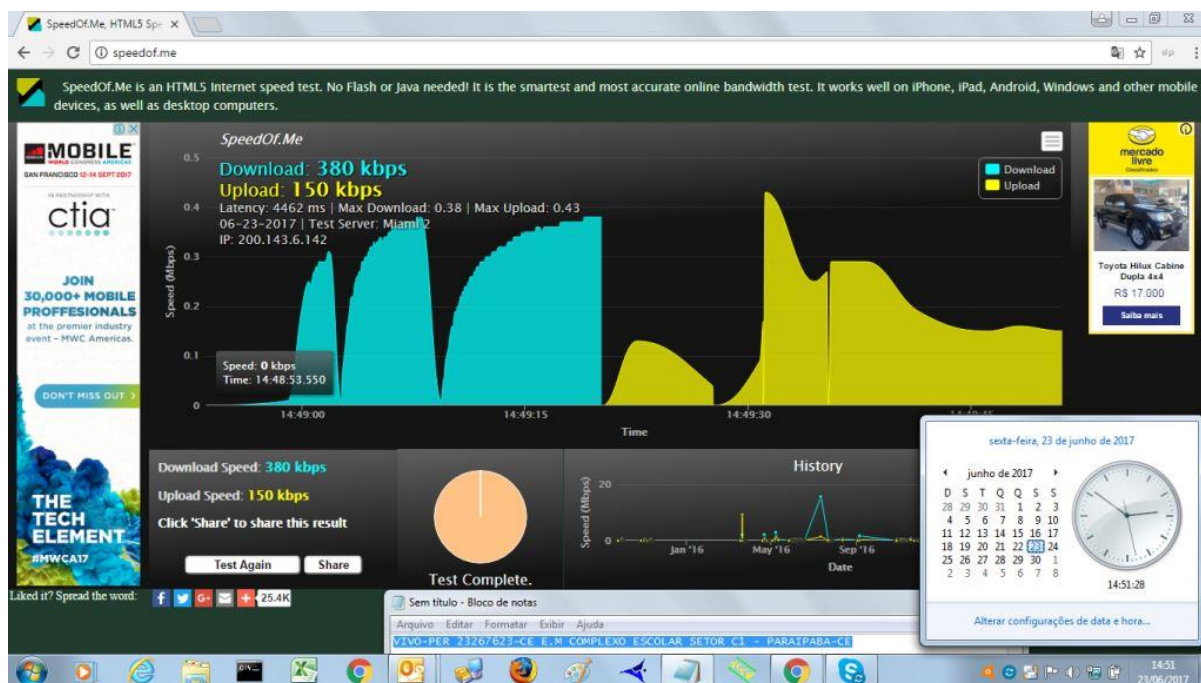 SpeedOf.Me, HTML5 Spe
speedof.me
SpeedOf.Me is an HTML5 Internet speed test. No Flash or Java needed! It is the smartest and most accurate online bandwidth test. It works well on iPhone, iPad, Android, Windows and other mobile
devices, as well as desktop computers.
MOBILE
WORLD CONGRESS AMERICAS
SAN FRANCISCO 12-14 SEPT 2017
IN PARTNERSHIP WITH
ctia
JOIN
30,000+ MOBILE
PROFFESIONALS
at the premier industry
event – MWC Americas.
DON'T MISS OUT
THE
TECH
ELEMENT
#MWCA17
SpeedOf.Me
Download: 380 kbps
Upload: 150 kbps
Latency: 4462 ms | Max Download: 0.38 | Max Upload: 0.43
06-23-2017 | Test Server: Miami 2
IP: 200.143.6.142
Download
Upload
Speed (Mbps)
0.5
0.4
0.3
0.2
0.1
0
Speed: 0 kbps
Time: 14:48:53.550
14:49:00
14:49:15
14:49:30
14:49:45
Time
mercado
livre
Classificados
Toyota Hilux Cabine
Dupla 4x4
R$ 17.000
Saiba mais
Download Speed: 380 kbps
Upload Speed: 150 kbps
Click 'Share' to share this result
Test Again
Share
Test Complete.
History
Speed (Mbps)
20
0
Jan '16
May '16
Sep '16
Date
Liked it? Spread the word:
25.4K
sexta-feira, 23 de junho de 2017
junho de 2017
D S T Q Q S S
28 29 30 31 1 2 3
4 5 6 7 8 9 10
11 12 13 14 15 16 17
18 19 20 21 22 23 24
25 26 27 28 29 30 1
2 3 4 5 6 7 8
14:51:28
Alterar configurações de data e hora...
Sem título - Bloco de notas
Arquivo Editar Formatar Exibir Ajuda
VIVO-PER 23267623-CE E.M COMPLEXO ESCOLAR SETOR C1 - PARAIPABA-CE
14:51
23/06/2017